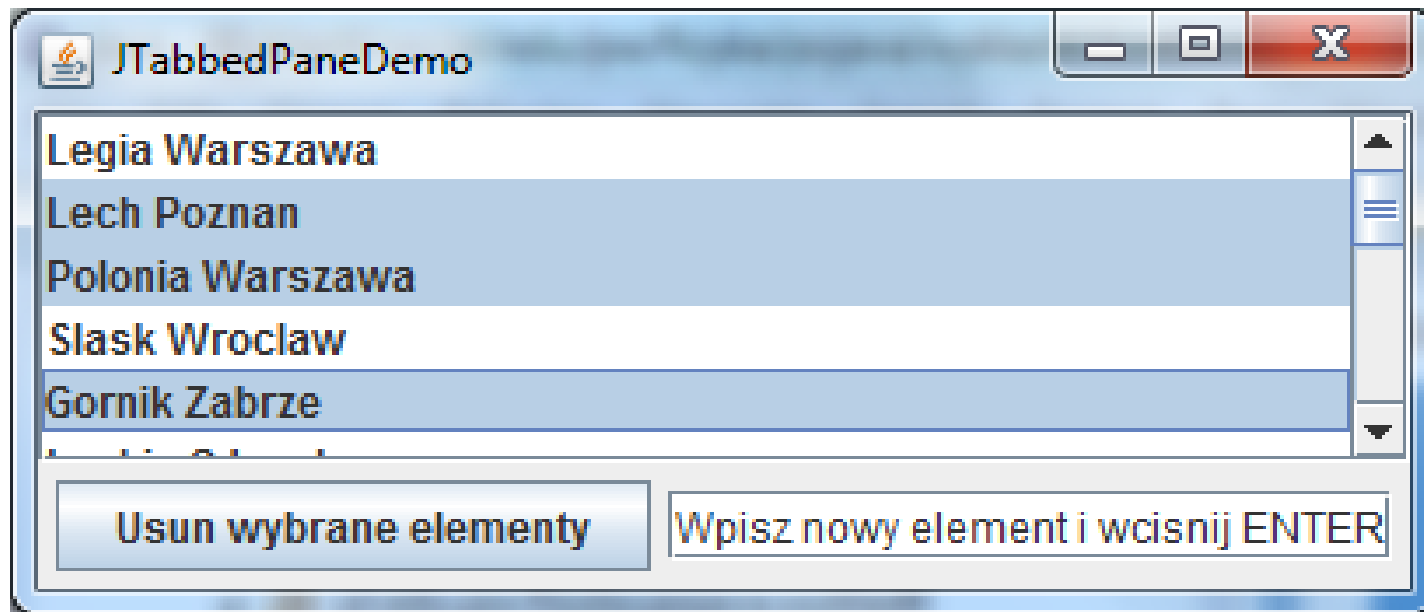 JTabbedPaneDemo
Legia Warszawa
Lech Poznan
Polonia Warszawa
Slask Wroclaw
Gornik Zabrze
Usun wybrane elementy
Wpisz nowy element i wcisnij ENTER